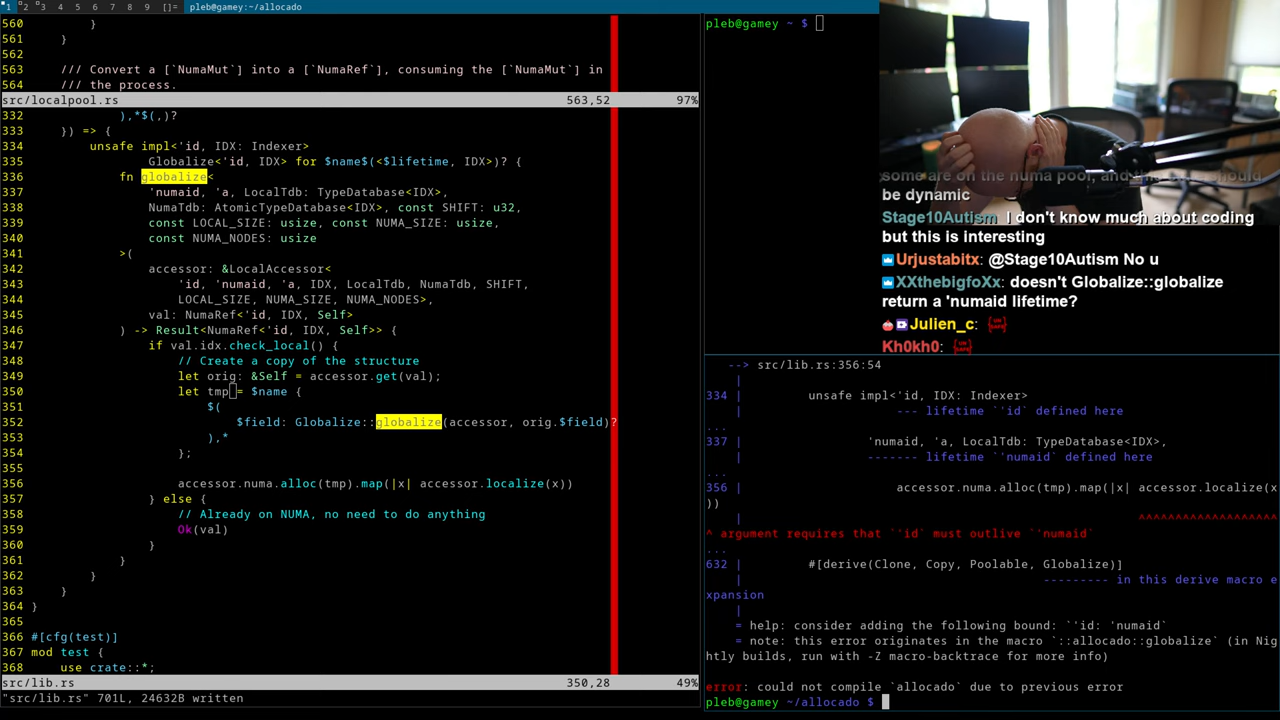 1 2 3 4 5 6 7 8 9 []= pleb@gamey:~/allocado
560 }
561 }
562
563 /// Convert a [`NumaMut`] into a [`NumaRef`], consuming the [`NumaMut`] in
564 /// the process.
src/localpool.rs 563,52 97%
332 ),*$(,)?
333 }) => {
334 unsafe impl<'id, IDX: Indexer>
335 Globalize<'id, IDX> for $name$(<$lifetime, IDX>)? {
336 fn globalize<
337 'numaid, 'a, LocalTdb: TypeDatabase<IDX>,
338 NumaTdb: AtomicTypeDatabase<IDX>, const SHIFT: u32,
339 const LOCAL_SIZE: usize, const NUMA_SIZE: usize,
340 const NUMA_NODES: usize
341 >(
342 accessor: &LocalAccessor<
343 'id, 'numaid, 'a, IDX, LocalTdb, NumaTdb, SHIFT,
344 LOCAL_SIZE, NUMA_SIZE, NUMA_NODES>,
345 val: NumaRef<'id, IDX, Self>
346 ) -> Result<NumaRef<'id, IDX, Self>> {
347 if val.idx.check_local() {
348 // Create a copy of the structure
349 let orig: &Self = accessor.get(val);
350 let tmp = $name {
351 $(
352 $field: Globalize::globalize(accessor, orig.$field)?
353 ),*
354 };
355
356 accessor.numa.alloc(tmp).map(|x| accessor.localize(x))
357 } else {
358 // Already on NUMA, no need to do anything
359 Ok(val)
360 }
361 }
362 }
363 }
364 }
365
366 #[cfg(test)]
367 mod test {
368 use crate::*;
src/lib.rs 350,28 49%
"src/lib.rs" 701L, 24632B written
pleb@gamey ~ $
some are on the numa pool, and
be dynamic
Stage10Autism I don't know much about coding
but this is interesting
Urjustabitx: @Stage10Autism No u
XXthebigfoXx: doesn't Globalize::globalize
return a 'numaid lifetime?
Julien_c:
Kh0kh0:
--> src/lib.rs:356:54
|
334 | unsafe impl<'id, IDX: Indexer>
| --- lifetime `'id` defined here
...
337 | 'numaid, 'a, LocalTdb: TypeDatabase<IDX>,
| ------- lifetime `'numaid` defined here
...
356 | accessor.numa.alloc(tmp).map(|x| accessor.localize(x
))
| ^^^^^^^^^^^^^^^^^^^
^ argument requires that `'id` must outlive `'numaid`
...
632 | #[derive(Clone, Copy, Poolable, Globalize)]
| --------- in this derive macro e
xpansion
|
= help: consider adding the following bound: `'id: 'numaid`
= note: this error originates in the macro `::allocado::globalize` (in Nig
htly builds, run with -Z macro-backtrace for more info)
error: could not compile `allocado` due to previous error
pleb@gamey ~/allocado $